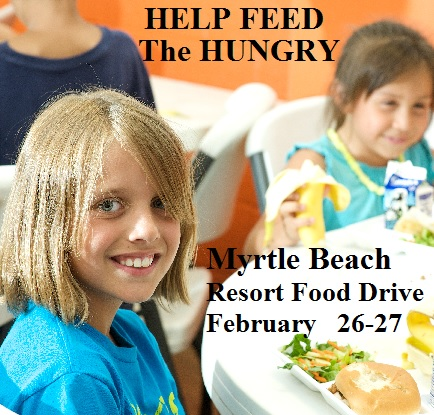 HELP FEED
The HUNGRY
Myrtle Beach
Resort Food Drive
February 26-27